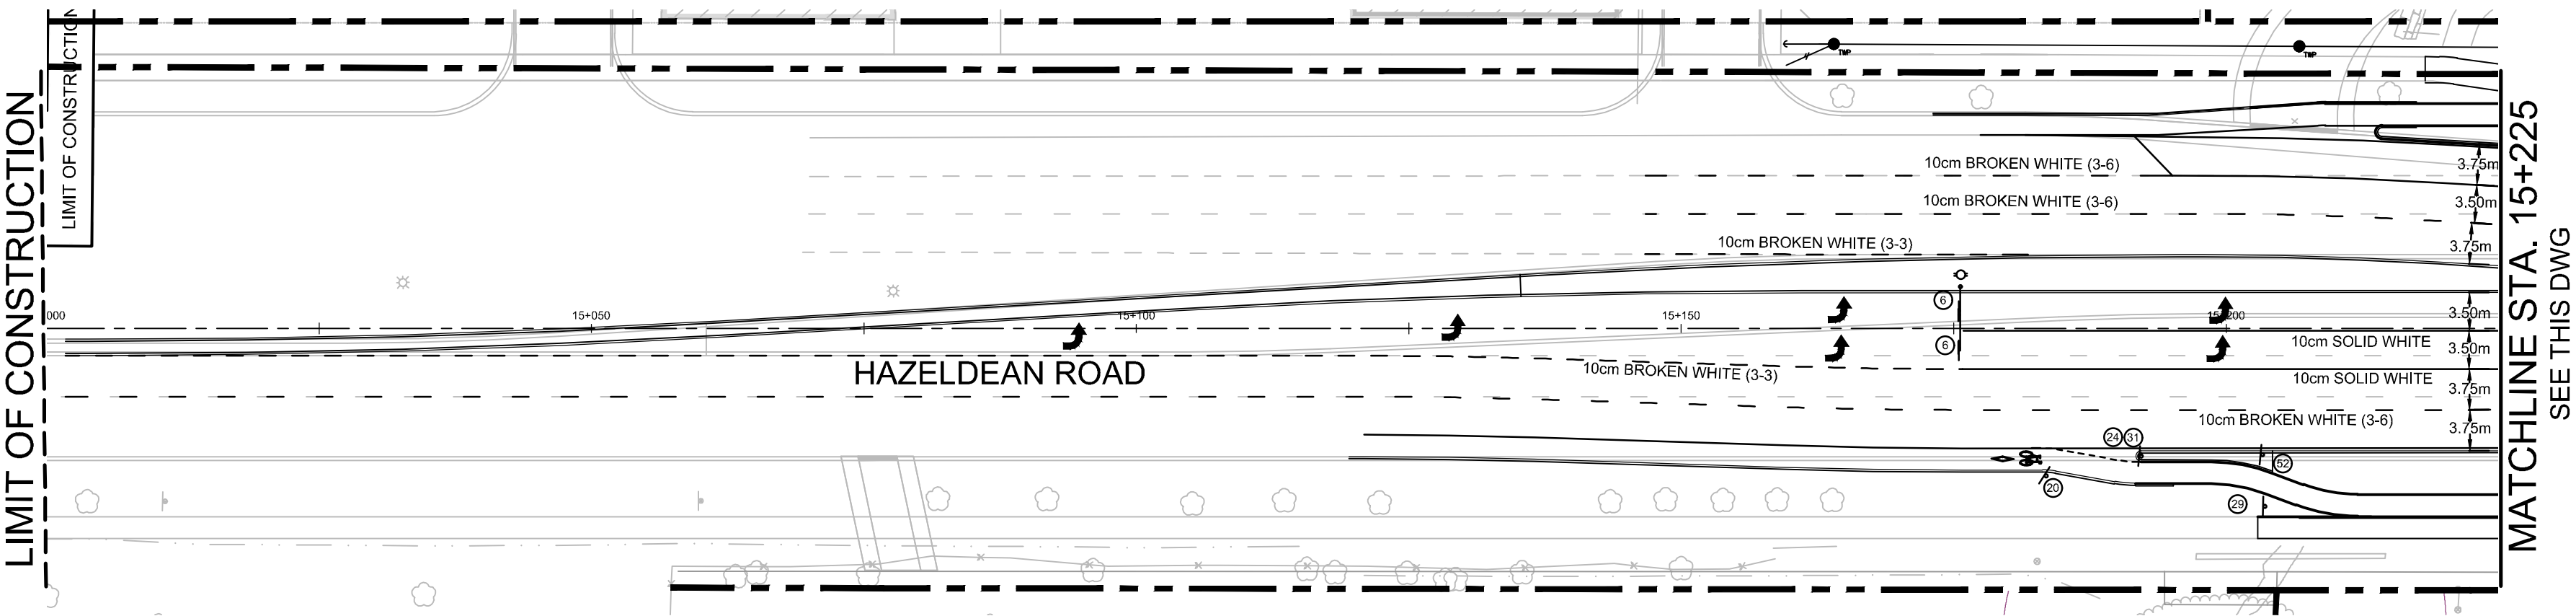 LIMIT OF CONSTRUCTION
LIMIT OF CONSTRUCTION
TWP
TWP
10cm BROKEN WHITE (3-6)
3.75m
10cm BROKEN WHITE (3-6)
3.50m
10cm BROKEN WHITE (3-3)
3.75m
6
000
15+050
15+100
15+150
15+200
3.50m
6
10cm SOLID WHITE
3.50m
HAZELDEAN ROAD
10cm BROKEN WHITE (3-3)
10cm SOLID WHITE
3.75m
10cm BROKEN WHITE (3-6)
3.75m
24 31
52
20
29
MATCHLINE STA. 15+225
SEE THIS DWG